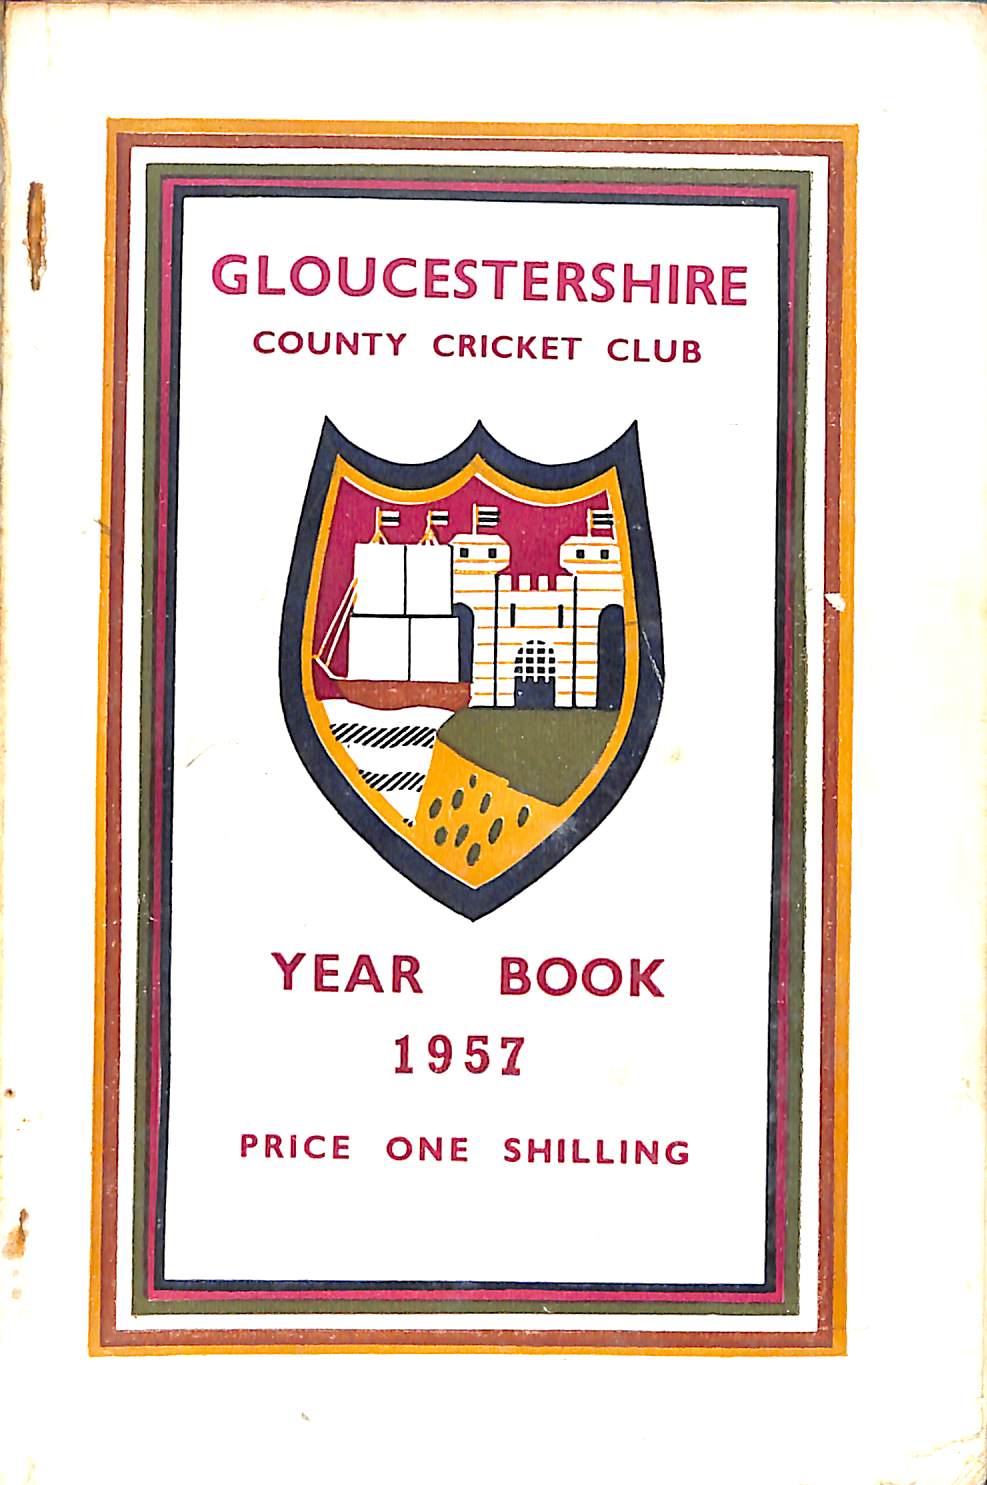 GLOUCESTERSHIRE
COUNTY CRICKET CLUB
YEAR BOOK
1957
PRICE ONE SHILLING